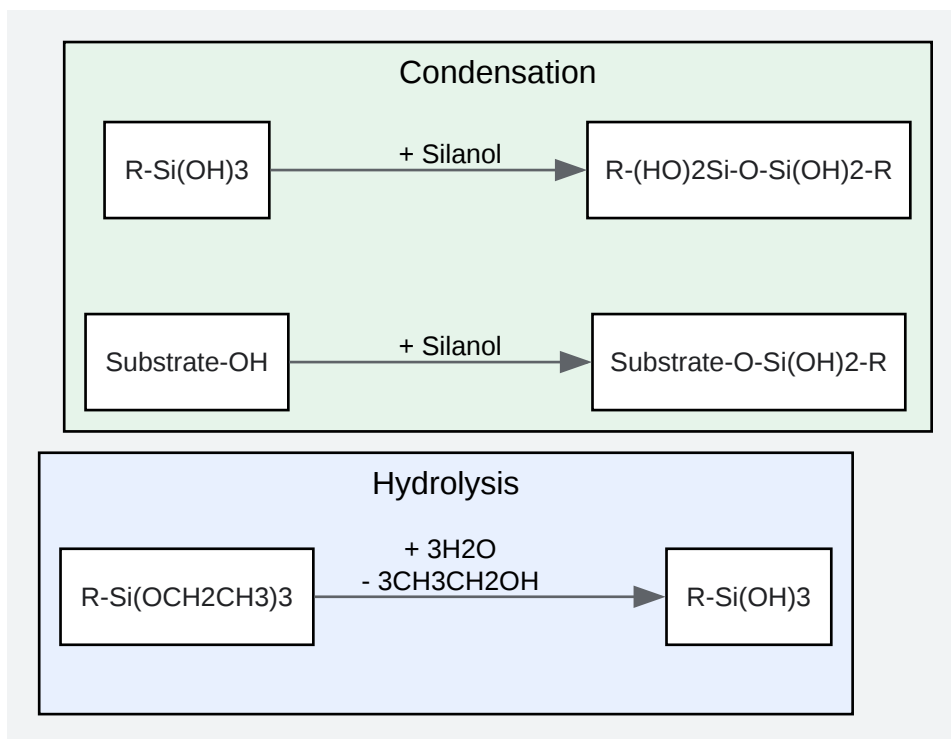 Condensation
R-Si(OH)3
+ Silanol
R-(HO)2Si-O-Si(OH)2-R
Substrate-OH
+ Silanol
Substrate-O-Si(OH)2-R
Hydrolysis
R-Si(OCH2CH3)3
+ 3H2O
- 3CH3CH2OH
R-Si(OH)3